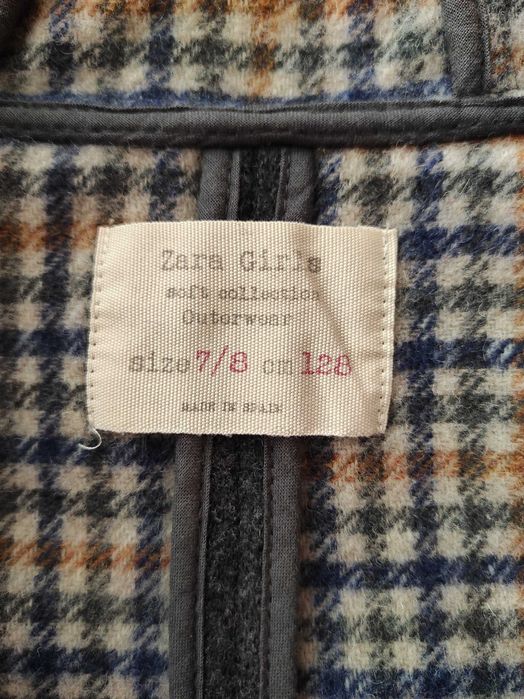 Zara Girls
soft collection
Outerwear
size 7/8 cm 128
MADE IN SPAIN